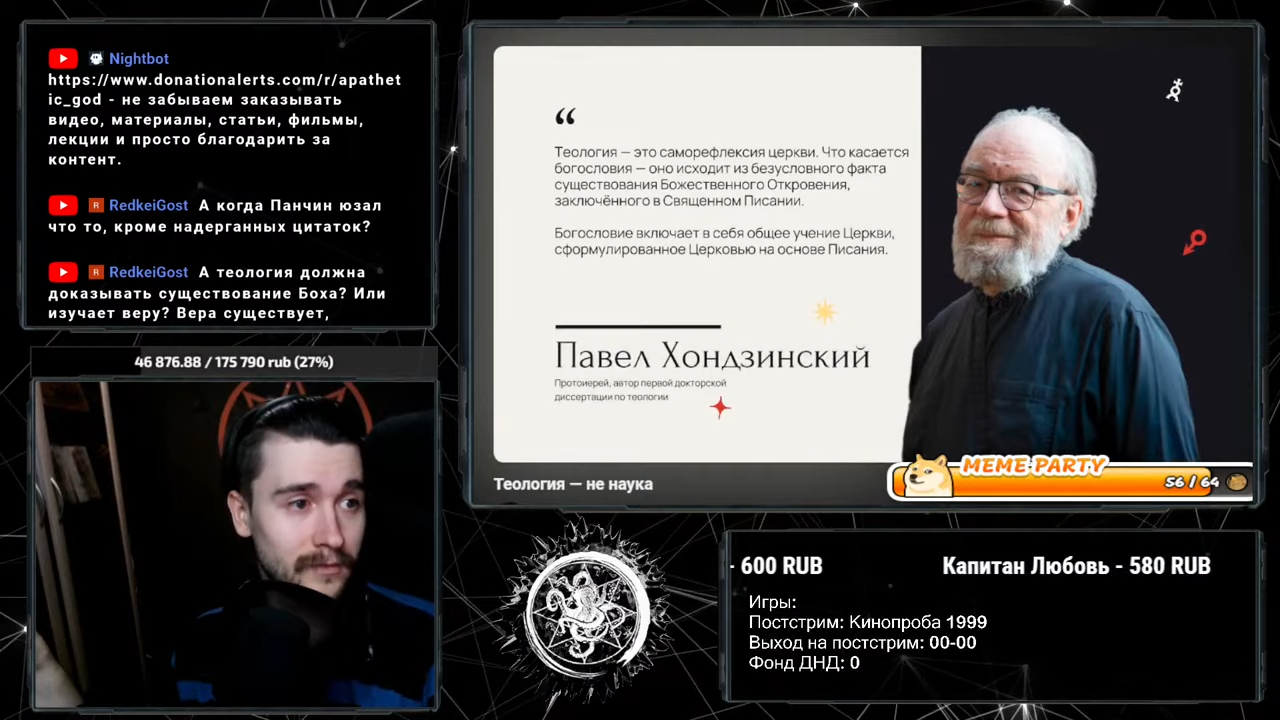 Nightbot
https://www.donationalerts.com/r/apathet
ic_god - не забываем заказывать
видео, материалы, статьи, фильмы,
лекции и просто благодарить за
контент.
RedkeiGost А когда Панчин юзал
что то, кроме надерганных цитаток?
RedkeiGost А теология должна
доказывать существование Боха? Или
изучает веру? Вера существует,
46 876.88 / 175 790 rub (27%)
“
Теология — это саморефлексия церкви. Что касается
богословия — оно исходит из безусловного факта
существования Божественного Откровения,
заключённого в Священном Писании.
Богословие включает в себя общее учение Церкви,
сформулированное Церковью на основе Писания.
Павел Хондзинский
Протоиерей, автор первой докторской
диссертации по теологии
Теология — не наука
MEME PARTY
56 / 64
- 600 RUB
Капитан Любовь - 580 RUB
Игры:
Постстрим: Кинопроба 1999
Выход на постстрим: 00-00
Фонд ДНД: 0